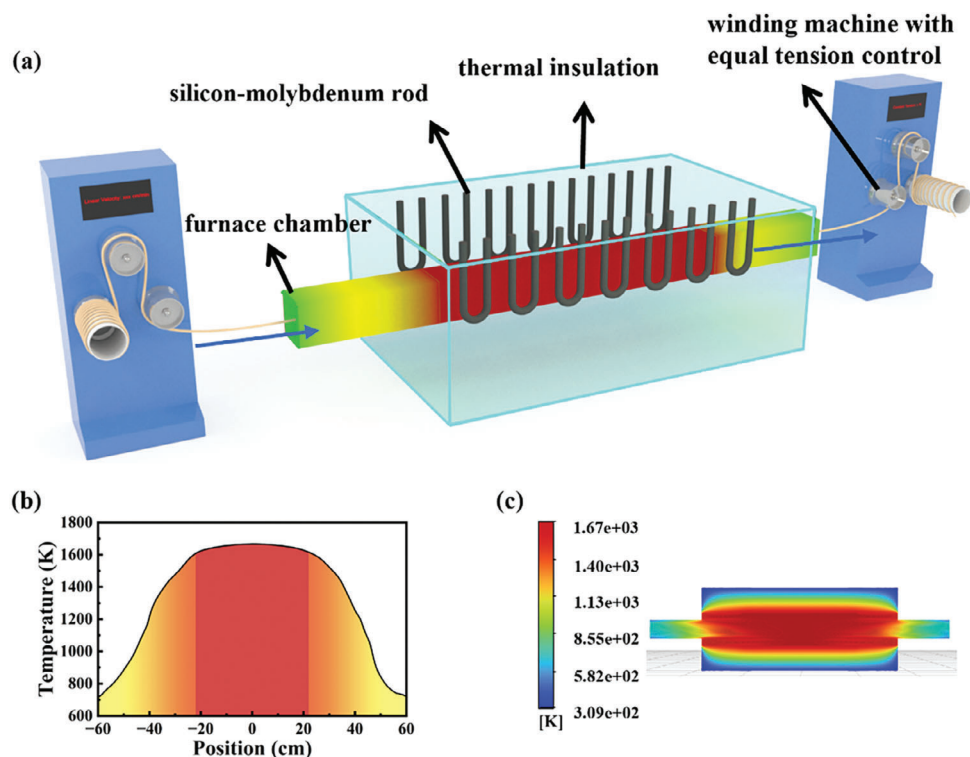 (a)
winding machine with
equal tension control
thermal insulation
silicon-molybdenum rod
furnace chamber
(b)
Temperature (K)
1800
1600
1400
1200
1000
800
600
−60
−40
−20
0
20
40
60
Position (cm)
(c)
1.67e+03
1.40e+03
1.13e+03
8.55e+02
5.82e+02
3.09e+02
[K]